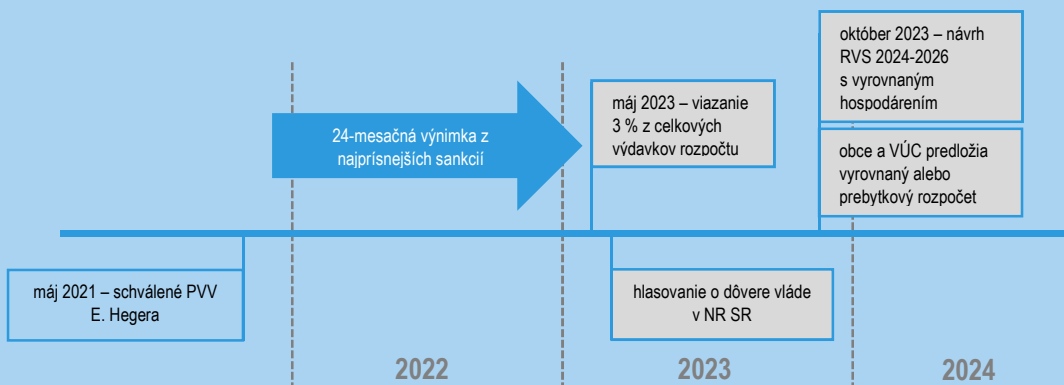 október 2023 – návrh
RVS 2024-2026
s vyrovnaným
hospodárením
máj 2023 – viazanie
3 % z celkových
výdavkov rozpočtu
24-mesačná výnimka z
najprísnejších sankcií
obce a VÚC predložia
vyrovnaný alebo
prebytkový rozpočet
máj 2021 – schválené PVV
E. Hegera
hlasovanie o dôvere vláde
v NR SR
2022
2023
2024